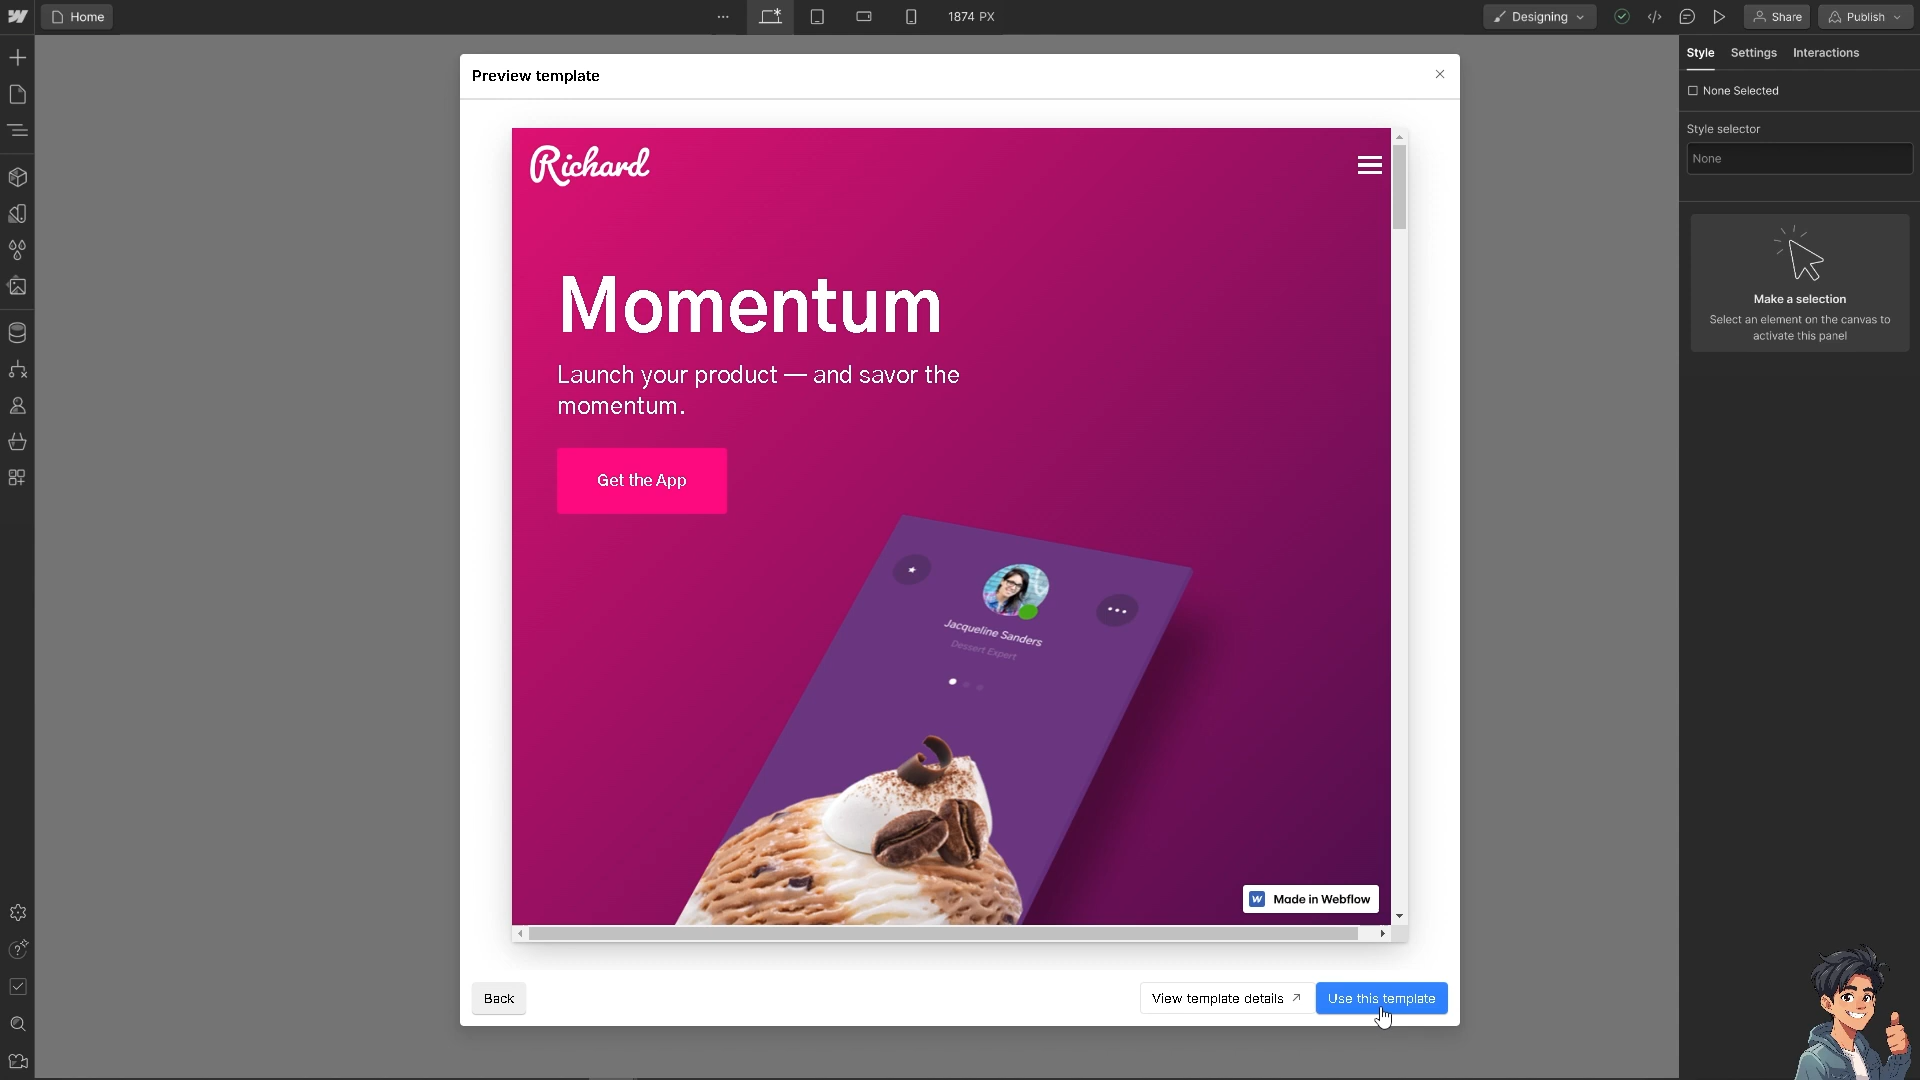 Home
1874 PX
Designing
Share
Publish
Style
Settings
Interactions
None Selected
Style selector
None
Make a selection
Select an element on the canvas to
activate this panel
Preview template
Richard
Momentum
Launch your product — and savor the
momentum.
Get the App
Jacqueline Sanders
Dessert Expert
Made in Webflow
Back
View template details
Use this template